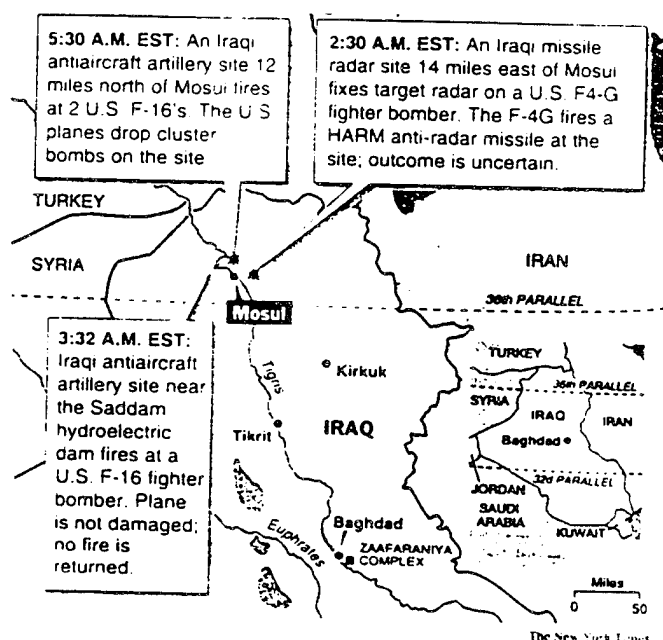 5:30 A.M. EST: An Iraqi
antiaircraft artillery site 12
miles north of Mosul fires
at 2 U.S. F-16's. The U S
planes drop cluster
bombs on the site
2:30 A.M. EST: An Iraqi missile
radar site 14 miles east of Mosul
fixes target radar on a U.S. F4-G
fighter bomber. The F-4G fires a
HARM anti-radar missile at the
site; outcome is uncertain.
TURKEY
SYRIA
IRAN
36th PARALLEL
Mosul
3:32 A.M. EST:
Iraqi antiaircraft
artillery site near
the Saddam
hydroelectric
dam fires at a
U.S. F-16 fighter
bomber. Plane
is not damaged;
no fire is
returned.
Tigris
Kirkuk
Tikrit
IRAQ
Euphrates
Baghdad
ZAAFARANIYA
COMPLEX
TURKEY
36th PARALLEL
SYRIA
IRAQ
IRAN
Baghdad
32d PARALLEL
JORDAN
SAUDI
ARABIA
KUWAIT
Miles
0 50
The New York Times